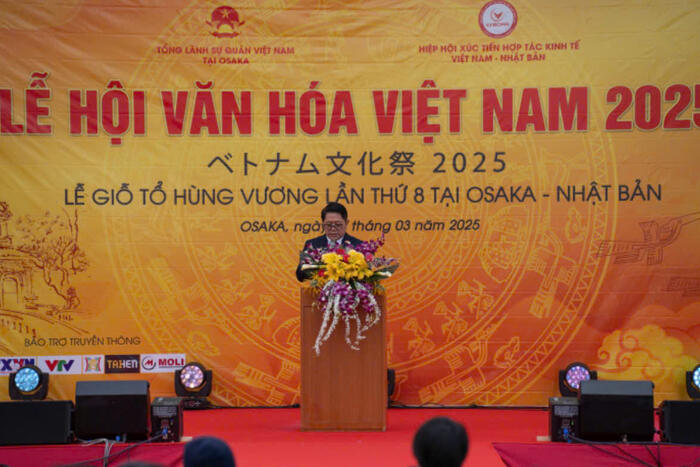 TỔNG LÃNH SỰ QUÁN VIỆT NAM
TẠI OSAKA
HIỆP HỘI XÚC TIẾN HỢP TÁC KINH TẾ
VIỆT NAM - NHẬT BẢN
LỄ HỘI VĂN HÓA VIỆT NAM 2025
ベトナム文化祭 2025
LỄ GIỖ TỔ HÙNG VƯƠNG LẦN THỨ 8 TẠI OSAKA - NHẬT BẢN
OSAKA, ngày tháng 03 năm 2025
BẢO TRỢ TRUYỀN THÔNG
VTV
TAHEN
MOLI